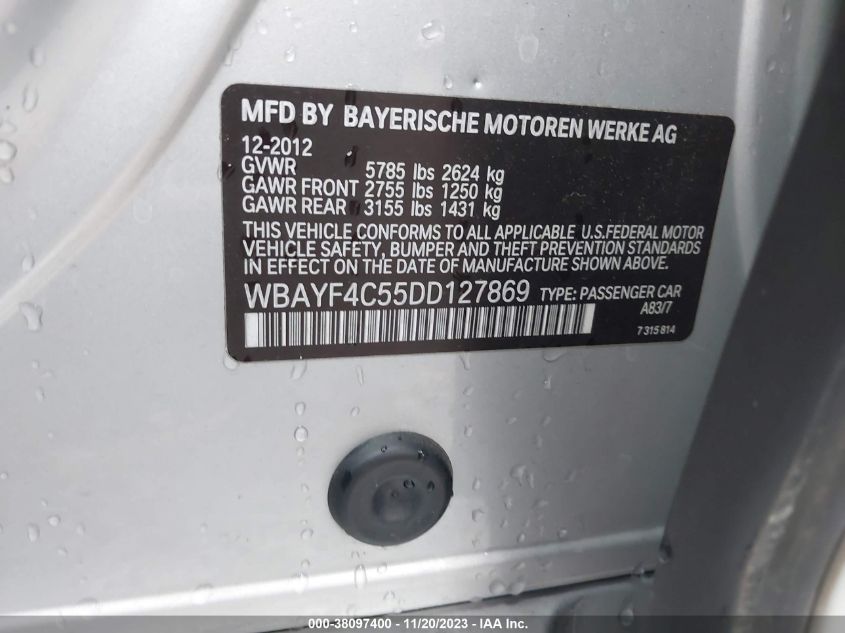 MFD BY BAYERISCHE MOTOREN WERKE AG
12-2012
GVWR 5785 lbs 2624 kg
GAWR FRONT 2755 lbs 1250 kg
GAWR REAR 3155 lbs 1431 kg
THIS VEHICLE CONFORMS TO ALL APPLICABLE U.S.FEDERAL MOTOR
VEHICLE SAFETY, BUMPER AND THEFT PREVENTION STANDARDS
IN EFFECT ON THE DATE OF MANUFACTURE SHOWN ABOVE.
WBAYF4C55DD127869 TYPE: PASSENGER CAR
A83/7
7 315 814
000-38097400 - 11/20/2023 - IAAI.com